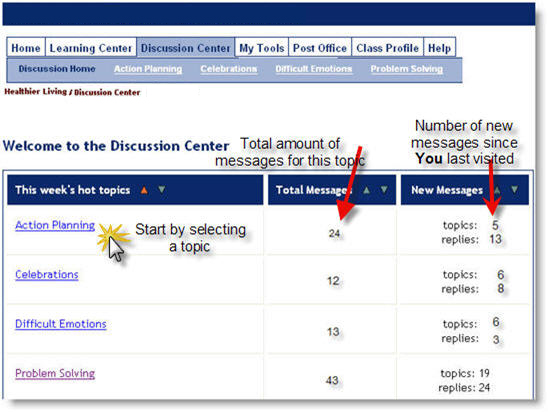 Home Learning Center Discussion Center My Tools Post Office Class Profile Help
Discussion Home Action Planning Celebrations Difficult Emotions Problem Solving
Healthier Living / Discussion Center
Welcome to the Discussion Center
Total amount of
messages for this topic
Number of new
messages since
You last visited
This week's hot topics Total Messages New Messages
Action Planning 24 topics: 5
replies: 13
Start by selecting
a topic
Celebrations 12 topics: 6
replies: 8
Difficult Emotions 13 topics: 6
replies: 3
Problem Solving 43 topics: 19
replies: 24